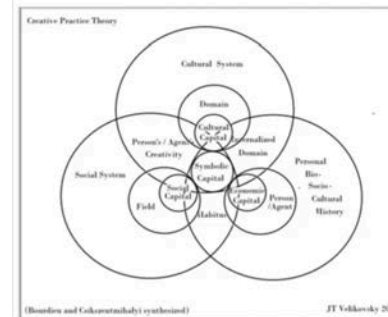 Creative Practice Theory
Cultural System
Domain
Cultural
Capital
Person's / Agent
Creativity
Internalized
Domain
Symbolic
Capital
Social System
Personal
Bio-
Socio-
Cultural
History
Social
Capital
Economic
Capital
Field
Person
/Agent
Habitus
(Bourdieu and Csikszentmihalyi synthesized)
JT Velikovsky